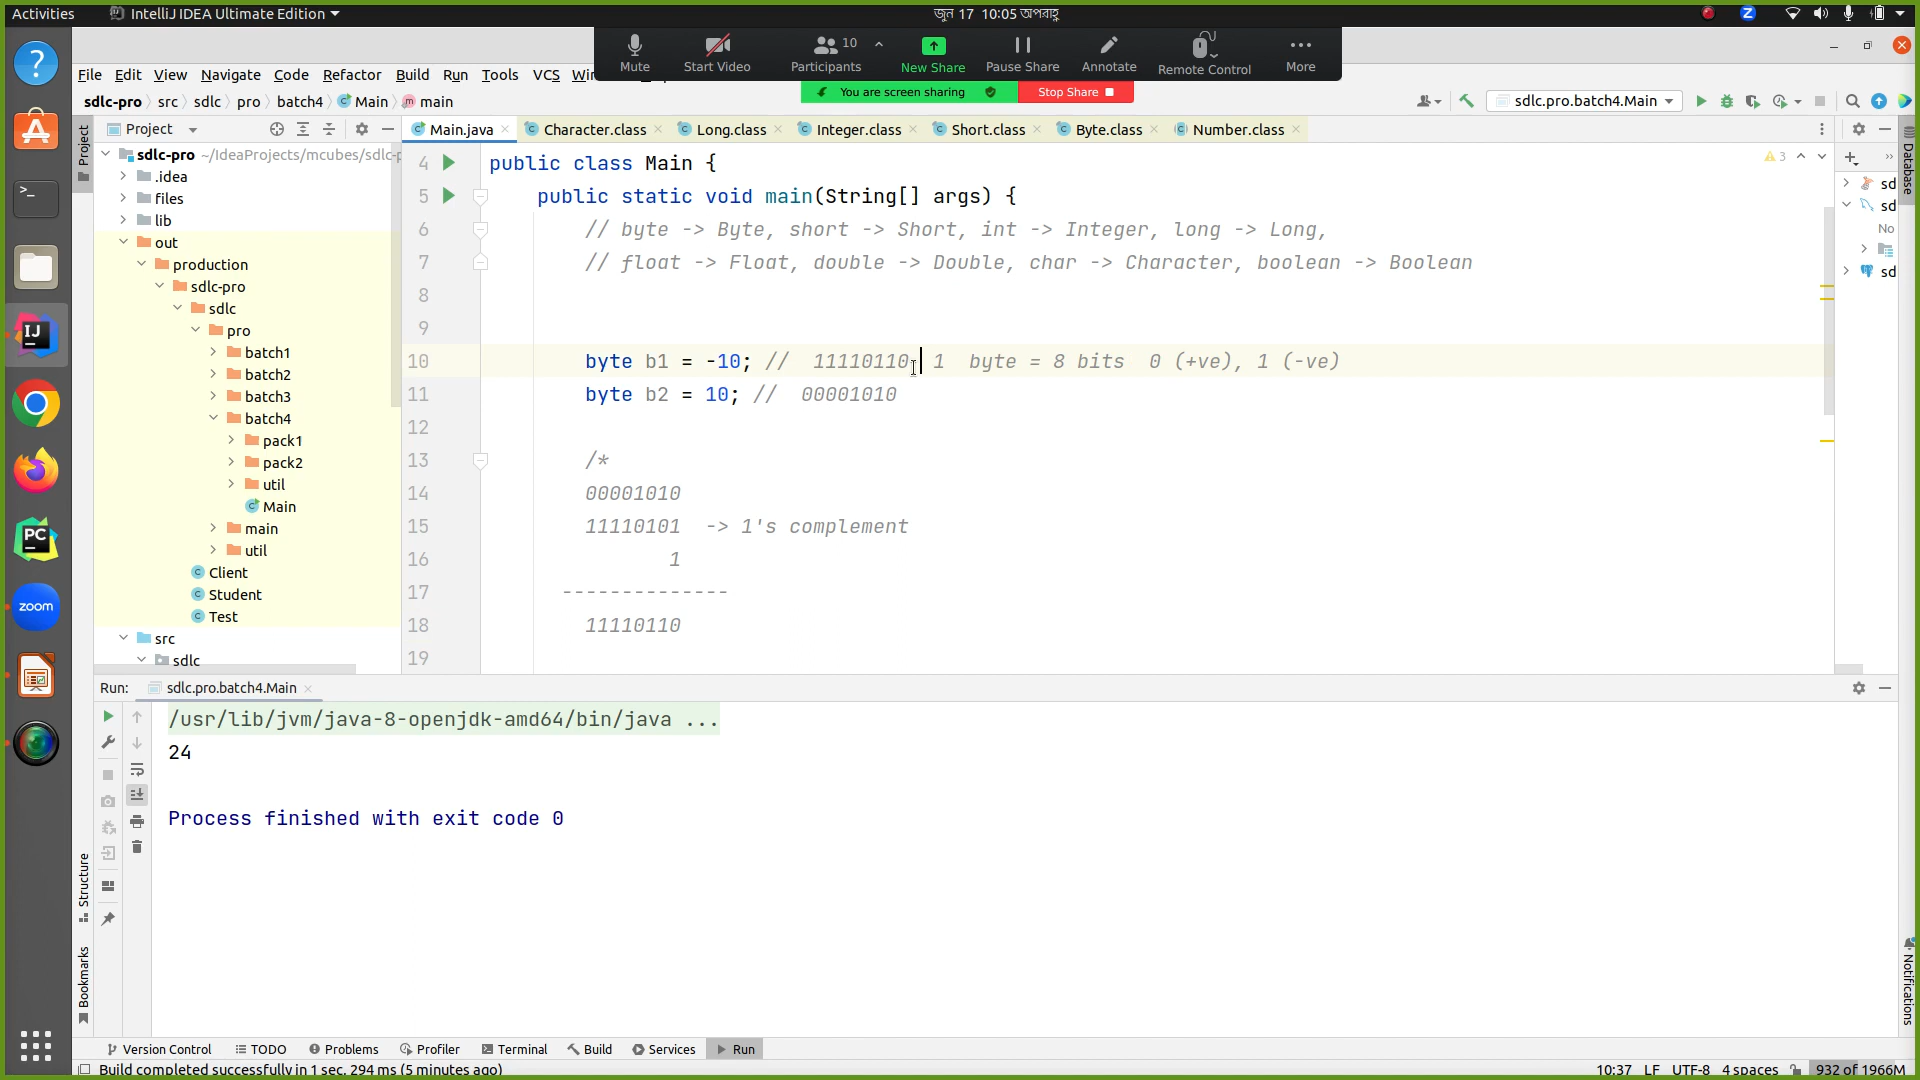 Activities IntelliJ IDEA Ultimate Edition জুন 17 10:05 অপরাহ্ণ
Mute Start Video Participants 10 New Share Pause Share Annotate Remote Control More
You are screen sharing Stop Share
File Edit View Navigate Code Refactor Build Run Tools VCS
sdlc-pro src sdlc pro batch4 Main main
sdlc.pro.batch4.Main
Project
Main.java Character.class Long.class Integer.class Short.class Byte.class Number.class
sdlc-pro ~/IdeaProjects/mcubes/sdlc-p
.idea
files
lib
out
production
sdlc-pro
sdlc
pro
batch1
batch2
batch3
batch4
pack1
pack2
util
Main
main
util
Client
Student
Test
src
sdlc
4 public class Main {
5 public static void main(String[] args) {
6 // byte -> Byte, short -> Short, int -> Integer, long -> Long,
7 // float -> Float, double -> Double, char -> Character, boolean -> Boolean
8
9
10 byte b1 = -10; // 11110110; 1 byte = 8 bits 0 (+ve), 1 (-ve)
11 byte b2 = 10; // 00001010
12
13 /*
14 00001010
15 11110101 -> 1's complement
16 1
17 --------------
18 11110110
19
3
sd
sd
No
sd
Database
Notifications
Project
Structure
Bookmarks
Run: sdlc.pro.batch4.Main
/usr/lib/jvm/java-8-openjdk-amd64/bin/java ...
24
Process finished with exit code 0
Version Control TODO Problems Profiler Terminal Build Services Run
Build completed successfully in 1 sec, 294 ms (5 minutes ago) 10:37 LF UTF-8 4 spaces 932 of 1966M
zoom